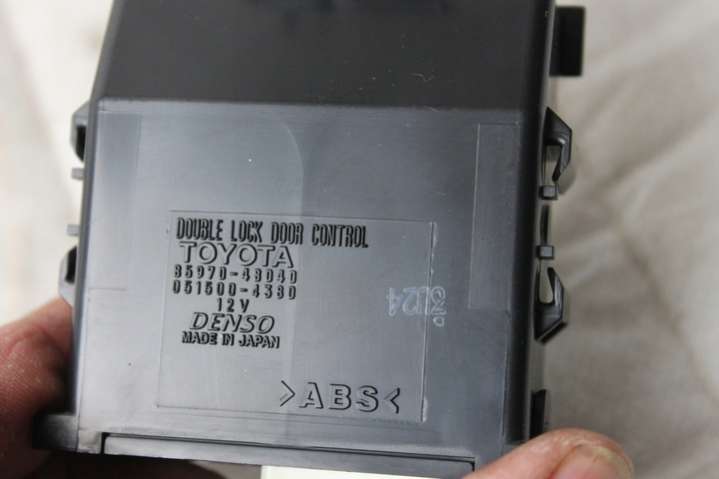 DOUBLE LOCK DOOR CONTROL
TOYOTA
85970-48040
051500-4380
12V
DENSO
MADE IN JAPAN
>ABS<